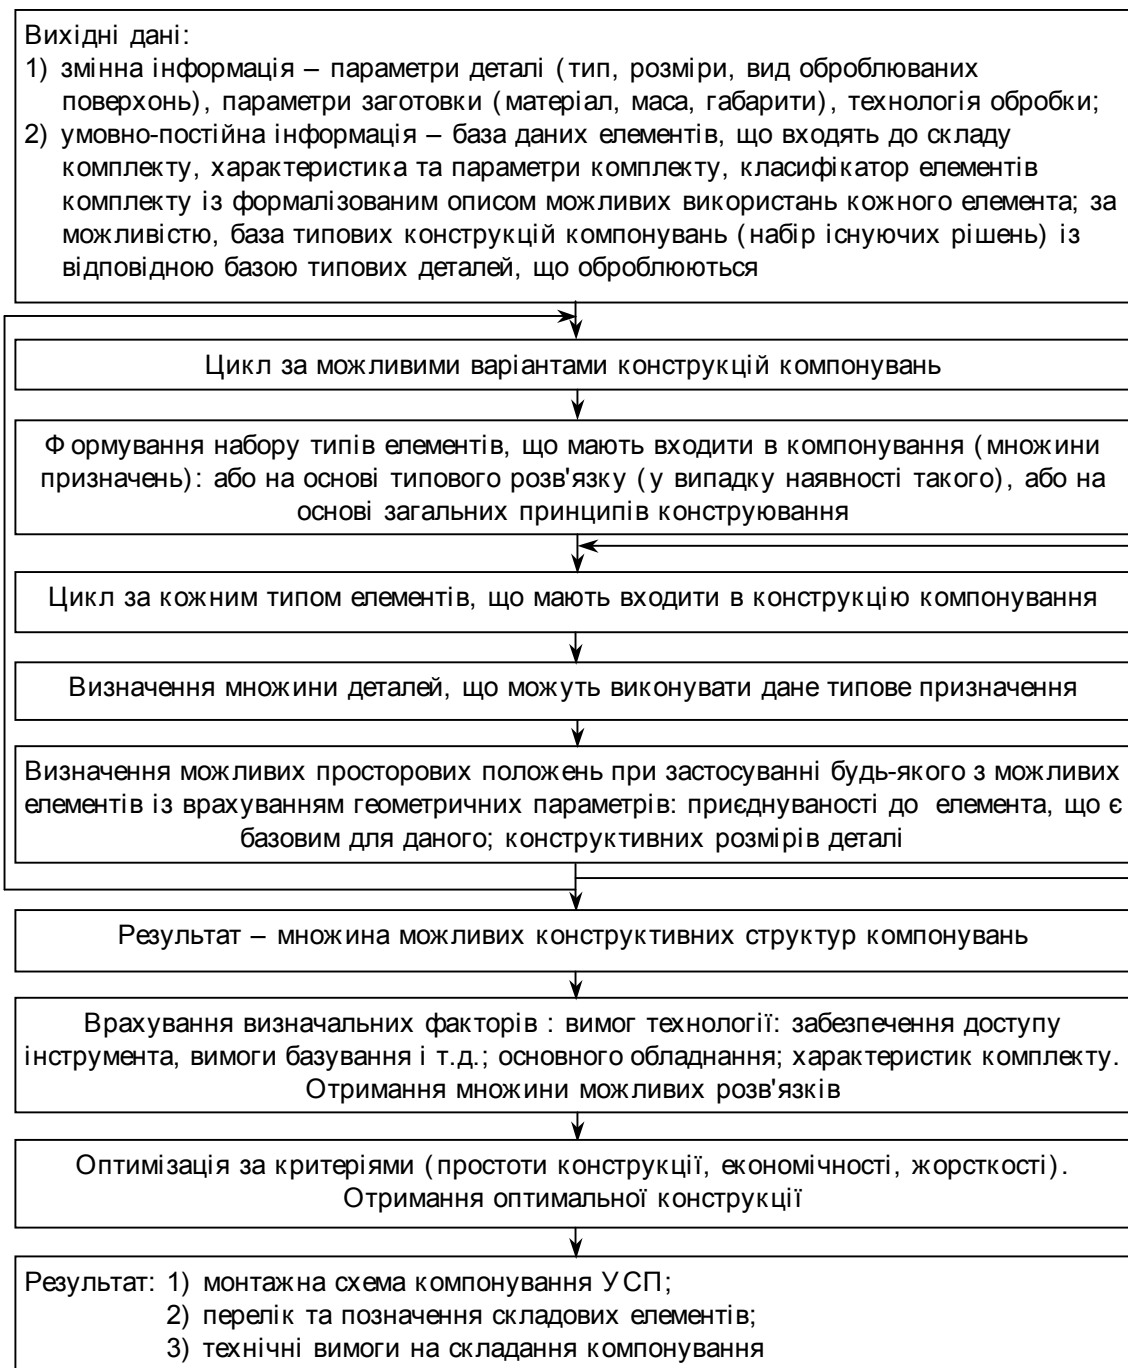 Вихідні дані:
1) змінна інформація – параметри деталі (тип, розміри, вид оброблюваних
поверхонь), параметри заготовки (матеріал, маса, габарити), технологія обробки;
2) умовно-постійна інформація – база даних елементів, що входять до складу
комплекту, характеристика та параметри комплекту, класифікатор елементів
комплекту із формалізованим описом можливих використань кожного елемента; за
можливістю, база типових конструкцій компонувань (набір існуючих рішень) із
відповідною базою типових деталей, що оброблюються
Цикл за можливими варіантами конструкцій компонувань
Формування набору типів елементів, що мають входити в компонування (множини
призначень): або на основі типового розв'язку (у випадку наявності такого), або на
основі загальних принципів конструювання
Цикл за кожним типом елементів, що мають входити в конструкцію компонування
Визначення множини деталей, що можуть виконувати дане типове призначення
Визначення можливих просторових положень при застосуванні будь-якого з можливих
елементів із врахуванням геометричних параметрів: приєднуваності до елемента, що є
базовим для даного; конструктивних розмірів деталі
Результат – множина можливих конструктивних структур компонувань
Врахування визначальних факторів : вимог технології: забезпечення доступу
інструмента, вимоги базування і т.д.; основного обладнання; характеристик комплекту.
Отримання множини можливих розв'язків
Оптимізація за критеріями (простоти конструкції, економічності, жорсткості).
Отримання оптимальної конструкції
Результат: 1) монтажна схема компонування УСП;
2) перелік та позначення складових елементів;
3) технічні вимоги на складання компонування